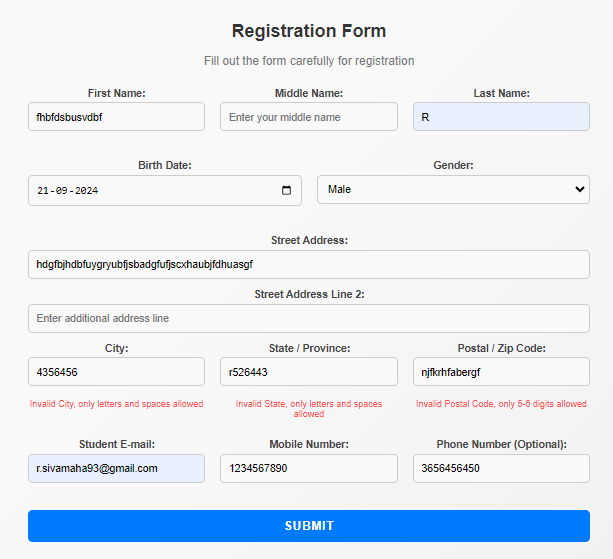 Registration Form
Fill out the form carefully for registration
First Name: Middle Name: Last Name:
fhbfdsbusvdbf Enter your middle name R
Birth Date: Gender:
21-09-2024 Male
Street Address:
hdgfbjhdbfuygryubfjsbadgfufjscxhaubjfdhuasgf
Street Address Line 2:
Enter additional address line
City: State / Province: Postal / Zip Code:
4356456 r526443 njfkrhfabergf
Invalid City, only letters and spaces allowed Invalid State, only letters and spaces allowed Invalid Postal Code, only 5-6 digits allowed
Student E-mail: Mobile Number: Phone Number (Optional):
r.sivamaha93@gmail.com 1234567890 3656456450
SUBMIT